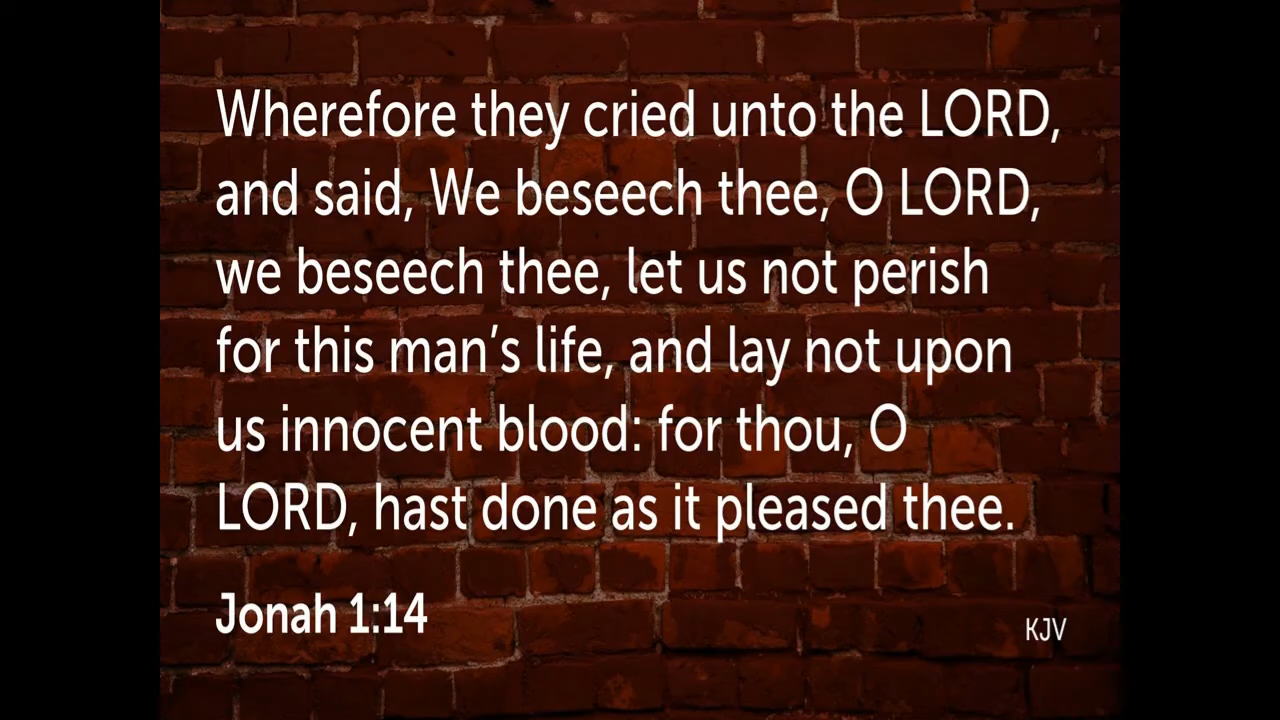 Wherefore they cried unto the LORD,
and said, We beseech thee, O LORD,
we beseech thee, let us not perish
for this man’s life, and lay not upon
us innocent blood: for thou, O
LORD, hast done as it pleased thee.
Jonah 1:14
KJV